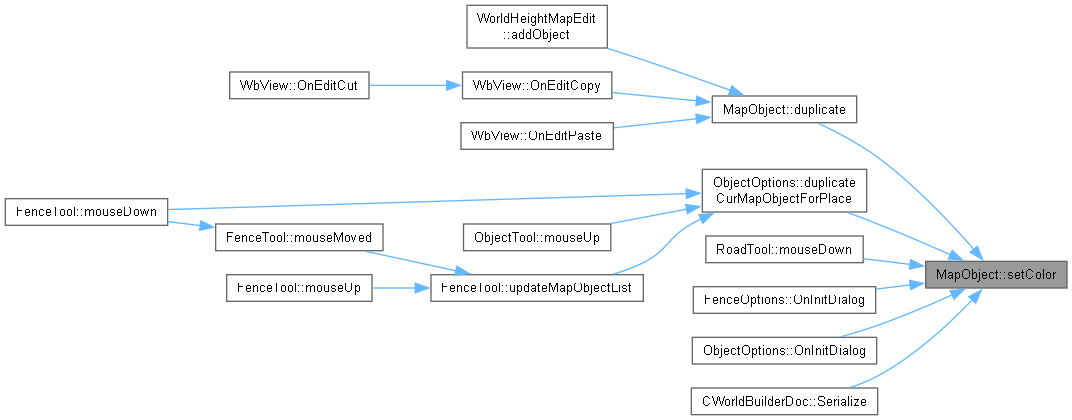 WorldHeightMapEdit
::addObject
WbView::OnEditCut
WbView::OnEditCopy
MapObject::duplicate
WbView::OnEditPaste
ObjectOptions::duplicate
CurMapObjectForPlace
FenceTool::mouseDown
FenceTool::mouseMoved
ObjectTool::mouseUp
RoadTool::mouseDown
MapObject::setColor
FenceTool::mouseUp
FenceTool::updateMapObjectList
FenceOptions::OnInitDialog
ObjectOptions::OnInitDialog
CWorldBuilderDoc::Serialize